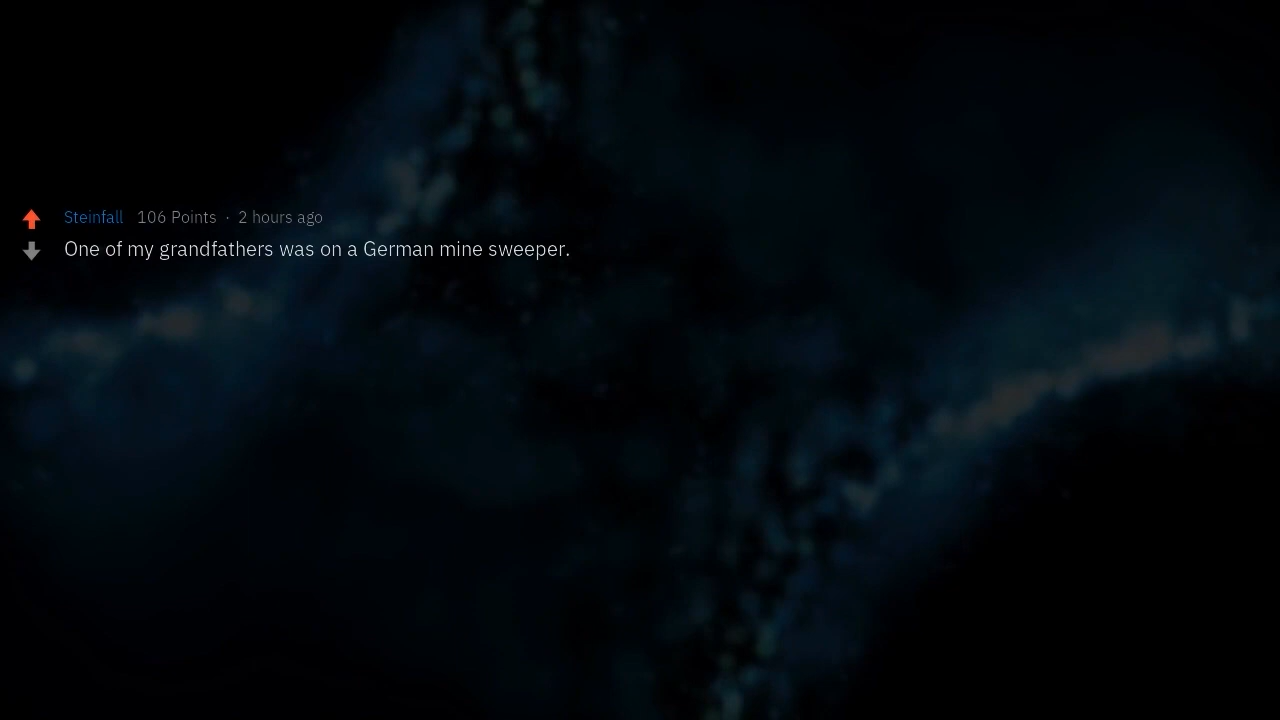 Steinfall 106 Points · 2 hours ago
One of my grandfathers was on a German mine sweeper.